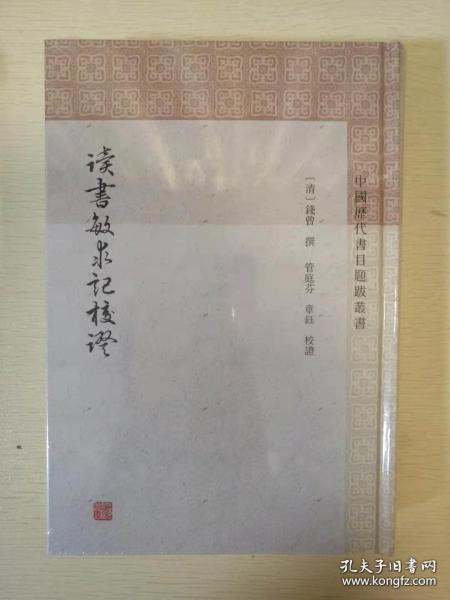 中國歷代書目題跋叢書
〔清〕錢曾 撰 管庭芬 章鈺 校證
讀書敏求記校證
孔夫子旧书网
www.kongfz.com